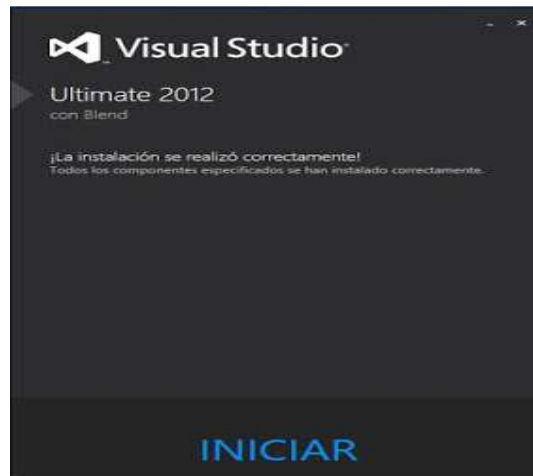 Visual Studio
Ultimate 2012
con Blend
¡La instalación se realizó correctamente!
Todos los componentes especificados se han instalado correctamente.
INICIAR